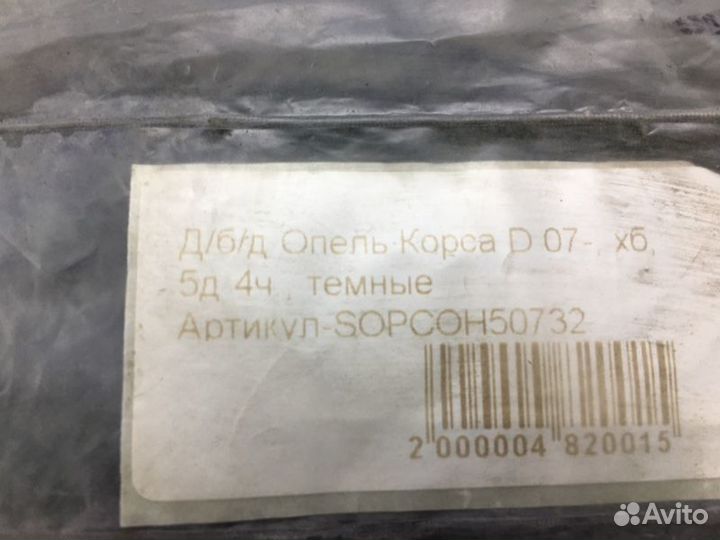 Д/б/д Опель Корса D 07-, хб,
5д 4ч , темные
Артикул-SOPCOH50732
2 000004 820015
Avito